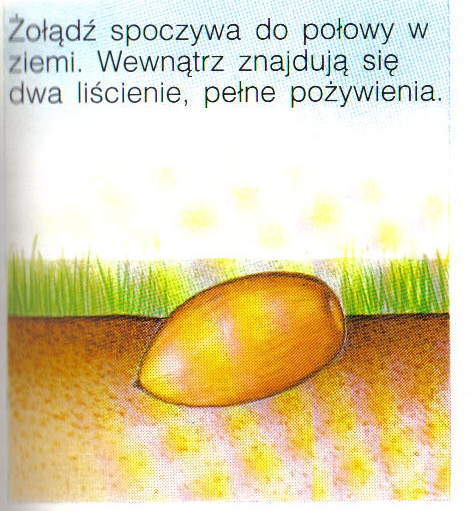 Żołądź spoczywa do połowy w
ziemi. Wewnątrz znajdują się
dwa liścienie, pełne pożywienia.